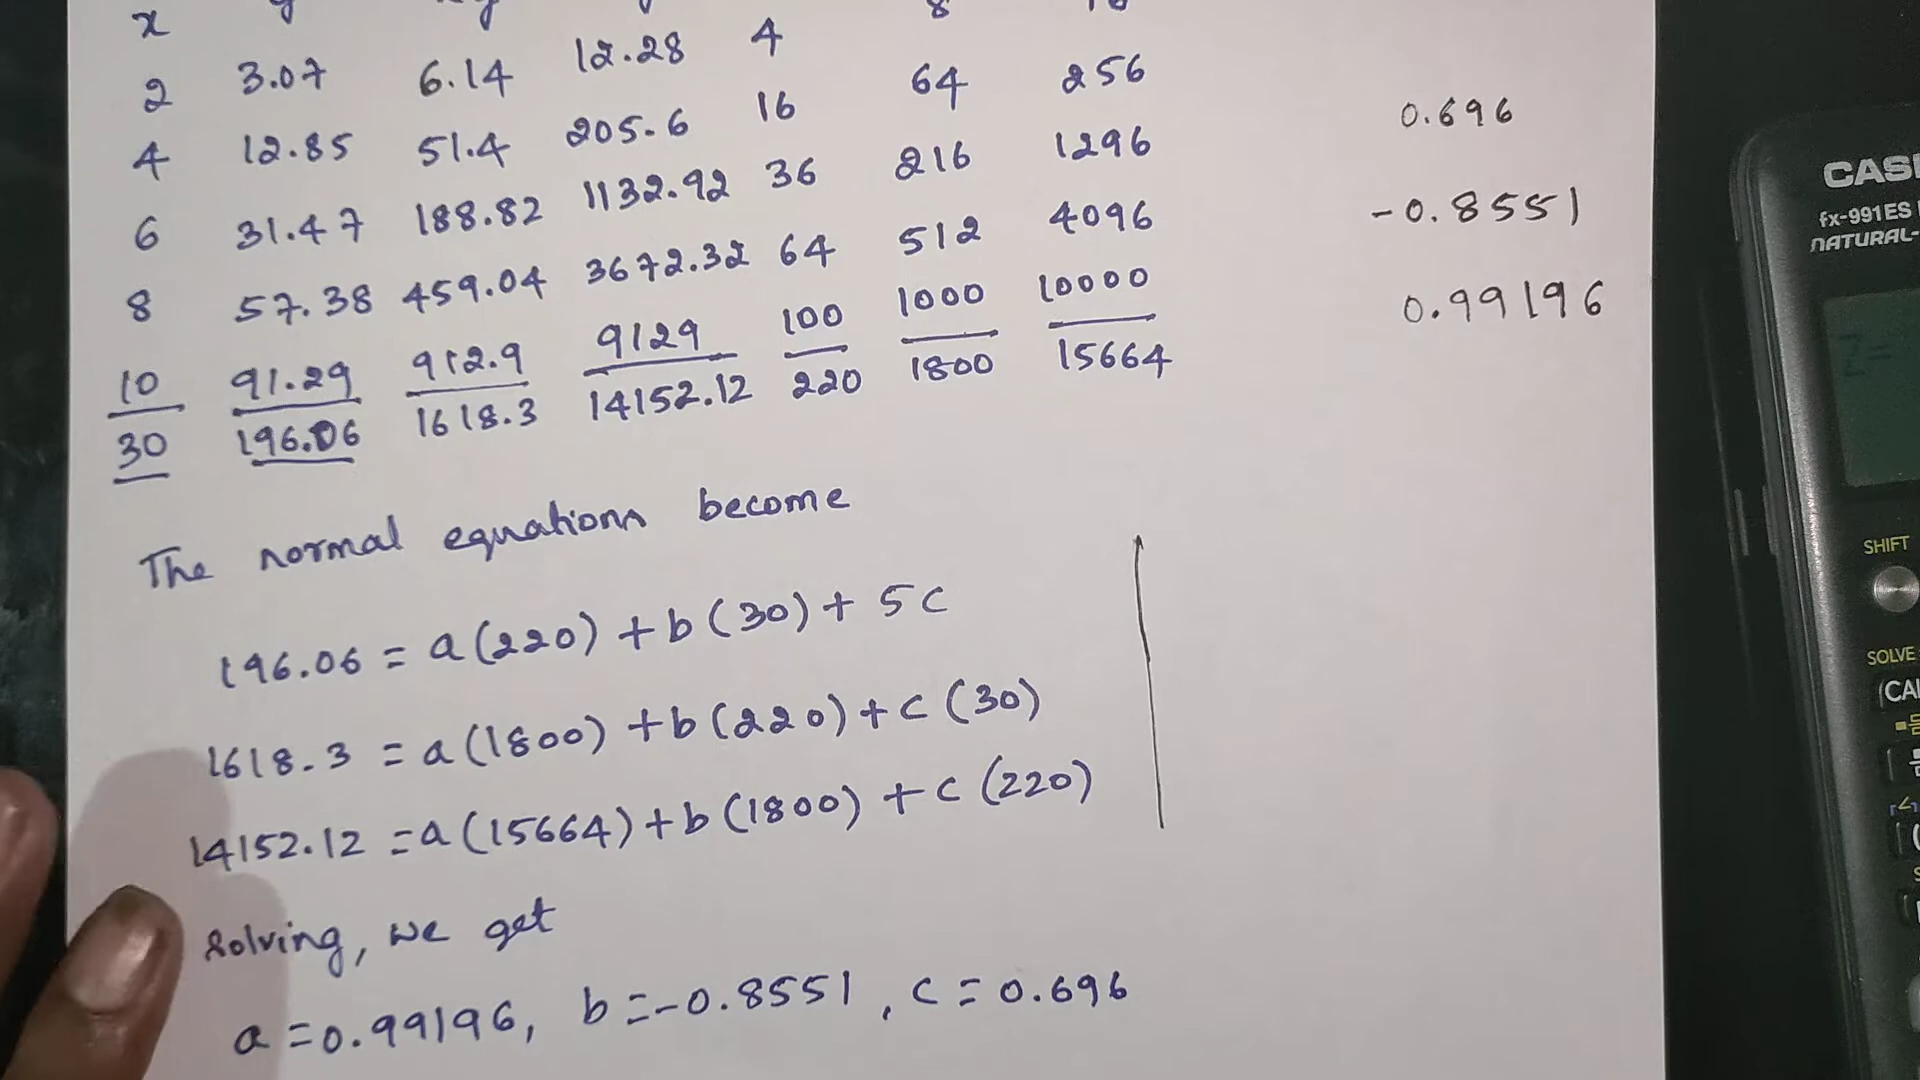 x y
2 3.07 6.14 12.28 4 8 16
4 12.85 51.4 205.6 16 64 256
6 31.47 188.82 1132.92 36 216 1296
8 57.38 459.04 3672.32 64 512 4096
10 91.29 912.9 9129 100 1000 10000
30 196.06 1618.3 14152.12 220 1800 15664
The normal equations become
196.06 = a(220) + b(30) + 5c
1618.3 = a(1800) + b(220) + c(30)
14152.12 = a(15664) + b(1800) + c(220)
Solving, we get
a = 0.99196, b = -0.8551, c = 0.696
0.696
-0.8551
0.99196
CAS
fx-991ES
NATURAL-
SHIFT
SOLVE
CAL